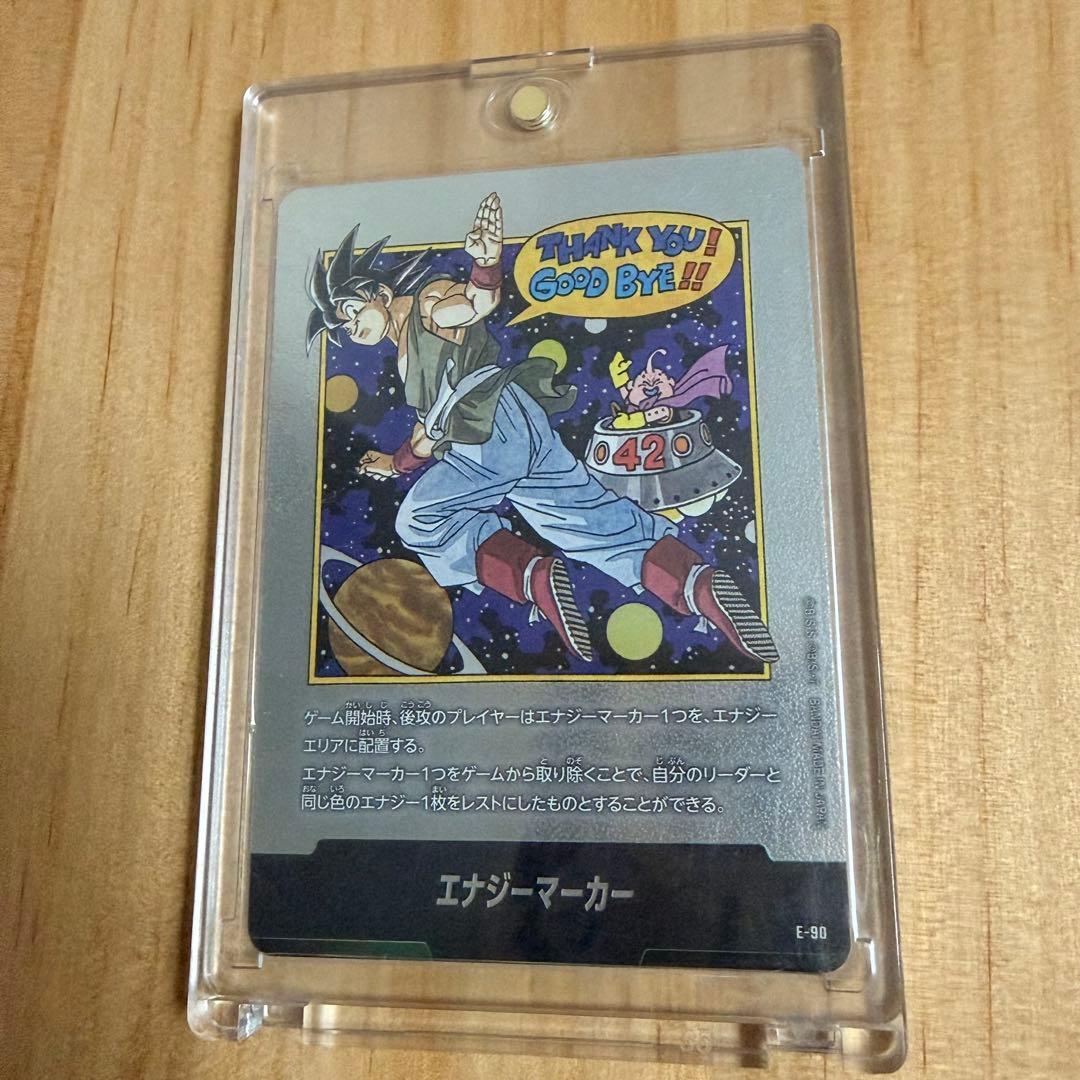 THANK YOU!
GOOD BYE!!
42
ゲーム開始時、後攻のプレイヤーはエナジーマーカー1つを、エナジー
エリアに配置する。
エナジーマーカー1つをゲームから取り除くことで、自分のリーダーと
同じ色のエナジー1枚をレストにしたものとすることができる。
エナジーマーカー
E-90
BANDAI MADE IN JAPAN